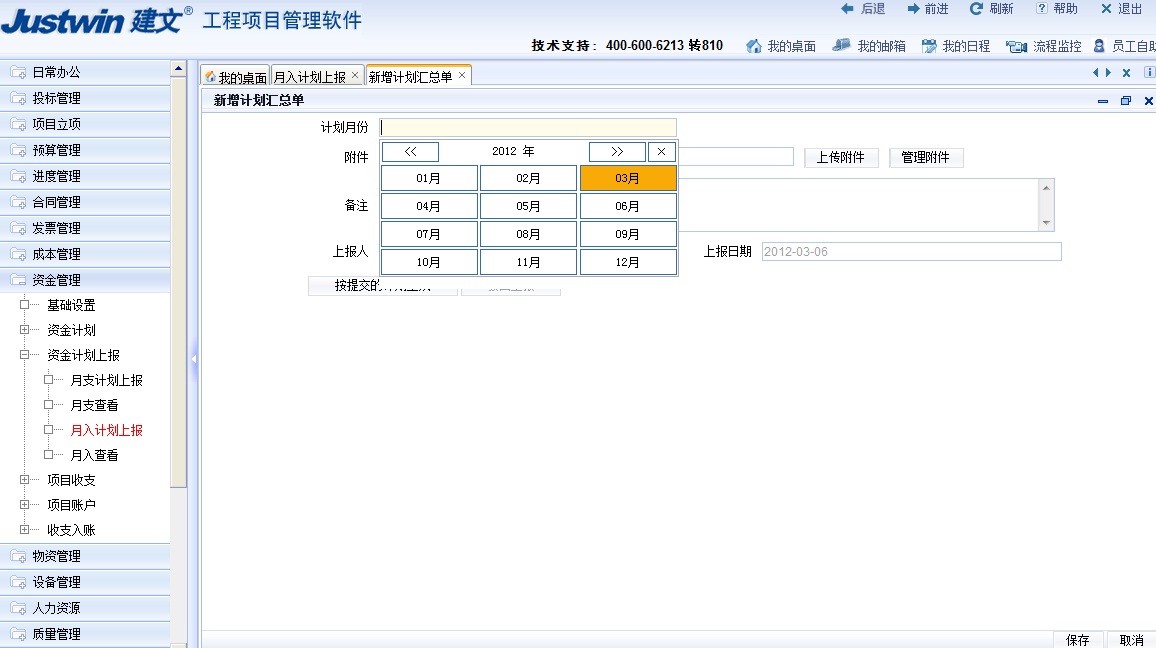 Justwin 建文® 工程项目管理软件
后退 前进 刷新 帮助 退出
技术支持：400-600-6213 转810 我的桌面 我的邮箱 我的日程 流程监控 员工自助
日常办公
投标管理
项目立项
预算管理
进度管理
合同管理
发票管理
成本管理
资金管理
基础设置
资金计划
资金计划上报
月支计划上报
月支查看
月入计划上报
月入查看
项目收支
项目账户
收支入账
物资管理
设备管理
人力资源
质量管理
我的桌面 月入计划上报 新增计划汇总单
新增计划汇总单
计划月份
<< 2012 年 >> ×
01月 02月 03月
04月 05月 06月
07月 08月 09月
10月 11月 12月
附件 上传附件 管理附件
备注
上报人 上报日期 2012-03-06
按提交的
保存 取消